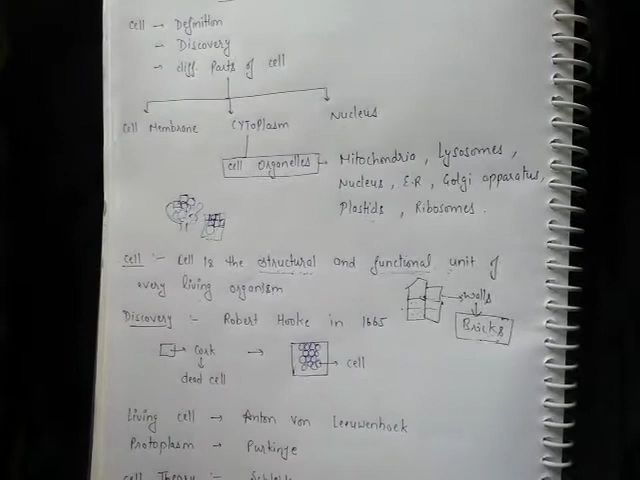 Cell → Definition
→ Discovery
→ diff. Parts of cell
Cell Membrane CYToplasm Nucleus
Cell Organelles → Mitochondria, Lysosomes,
Nucleus, E.R, Golgi apparatus,
Plastids, Ribosomes.
Cell :- Cell is the structural and functional unit of
every living organism
→ walls
Discovery :- Robert Hooke in 1665
Bricks
→ Cork → → cell
dead cell
Living cell → Anton Von Leeuwenhoek
Protoplasm → Purkinje
Cell Theory :-